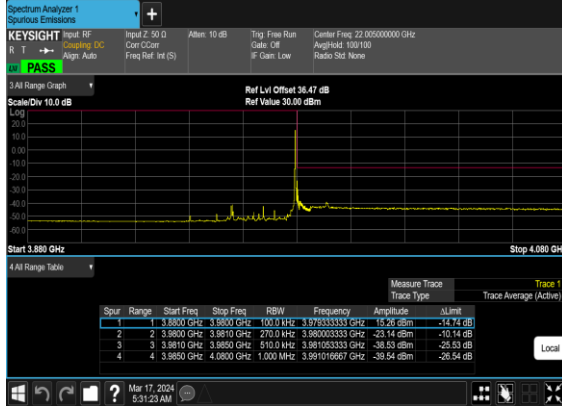 Spectrum Analyzer 1
Spurious Emissions
+
KEYSIGHT Input: RF Input Z: 50 Ω Atten: 10 dB Trig: Free Run Center Freq: 22.005000000 GHz
R T Coupling: DC Corr CCorr Gate: Off Avg|Hold: 100/100
Align: Auto Freq Ref: Int (S) IF Gain: Low Radio Std: None
PASS
3 All Range Graph
Ref Lvl Offset 36.47 dB
Scale/Div 10.0 dB Ref Value 30.00 dBm
Log
20.0
10.0
0.00
-10.0
-20.0
-30.0
-40.0
-50.0
-60.0
Start 3.880 GHz Stop 4.080 GH
4 All Range Table
Measure Trace Trace 1
Trace Type Trace Average (Active)
Spur Range Start Freq Stop Freq RBW Frequency Amplitude ΔLimit
1 1 3.8800 GHz 3.9800 GHz 100.0 kHz 3.979333333 GHz 15.26 dBm -14.74 dB
2 2 3.9800 GHz 3.9810 GHz 270.0 kHz 3.980003333 GHz -23.14 dBm -10.14 dB
3 3 3.9810 GHz 3.9850 GHz 510.0 kHz 3.981053333 GHz -38.53 dBm -25.53 dB
4 4 3.9850 GHz 4.0800 GHz 1.000 MHz 3.991016667 GHz -39.54 dBm -26.54 dB
Local
? Mar 17, 2024
5:31:23 AM